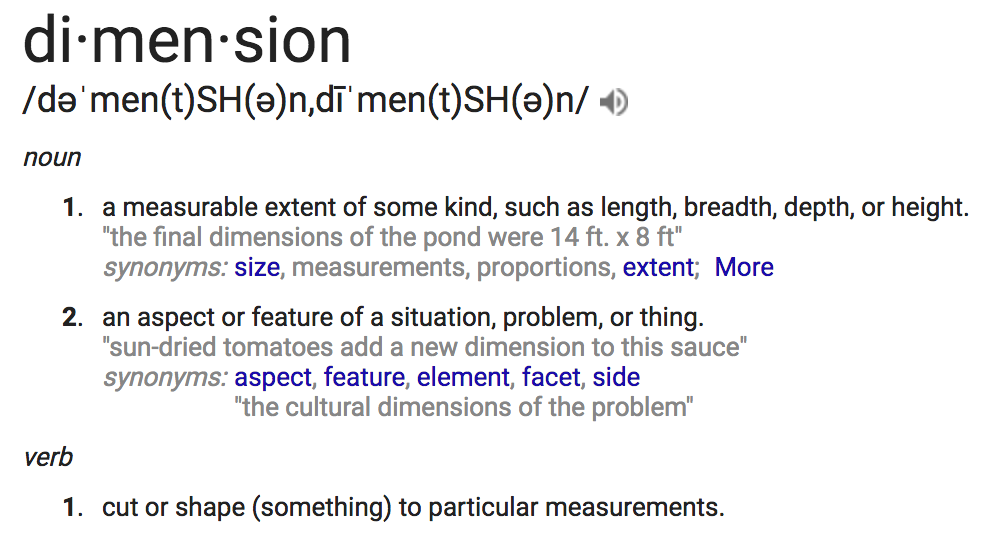 di·men·sion
/dəˈmen(t)SH(ə)n,dīˈmen(t)SH(ə)n/
noun
1. a measurable extent of some kind, such as length, breadth, depth, or height.
"the final dimensions of the pond were 14 ft. x 8 ft"
synonyms: size, measurements, proportions, extent; More
2. an aspect or feature of a situation, problem, or thing.
"sun-dried tomatoes add a new dimension to this sauce"
synonyms: aspect, feature, element, facet, side
"the cultural dimensions of the problem"
verb
1. cut or shape (something) to particular measurements.